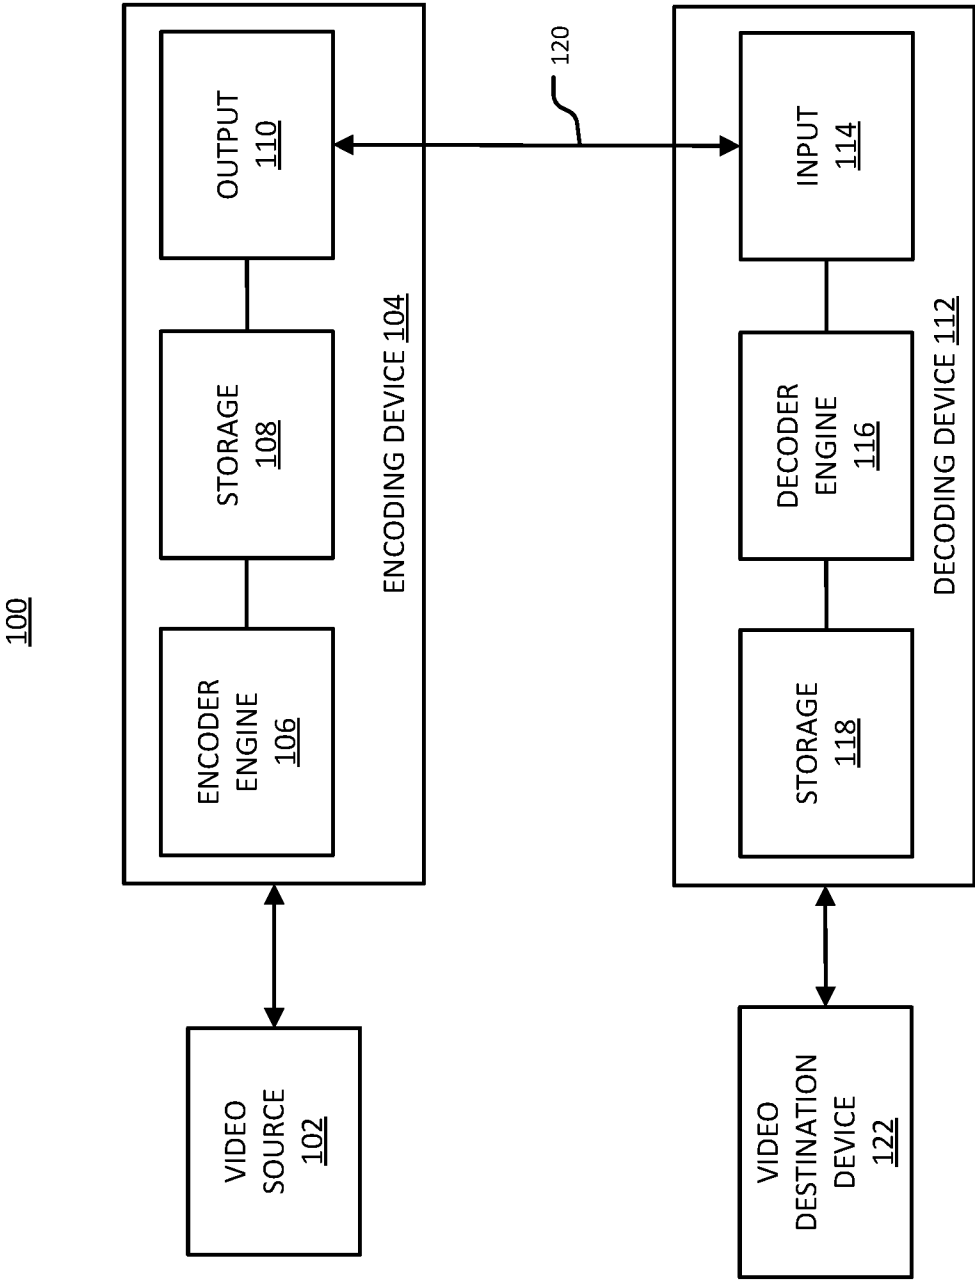 100
VIDEO
SOURCE
102
ENCODER
ENGINE
106
STORAGE
108
OUTPUT
110
ENCODING DEVICE 104
120
VIDEO
DESTINATION
DEVICE
122
STORAGE
118
DECODER
ENGINE
116
INPUT
114
DECODING DEVICE 112